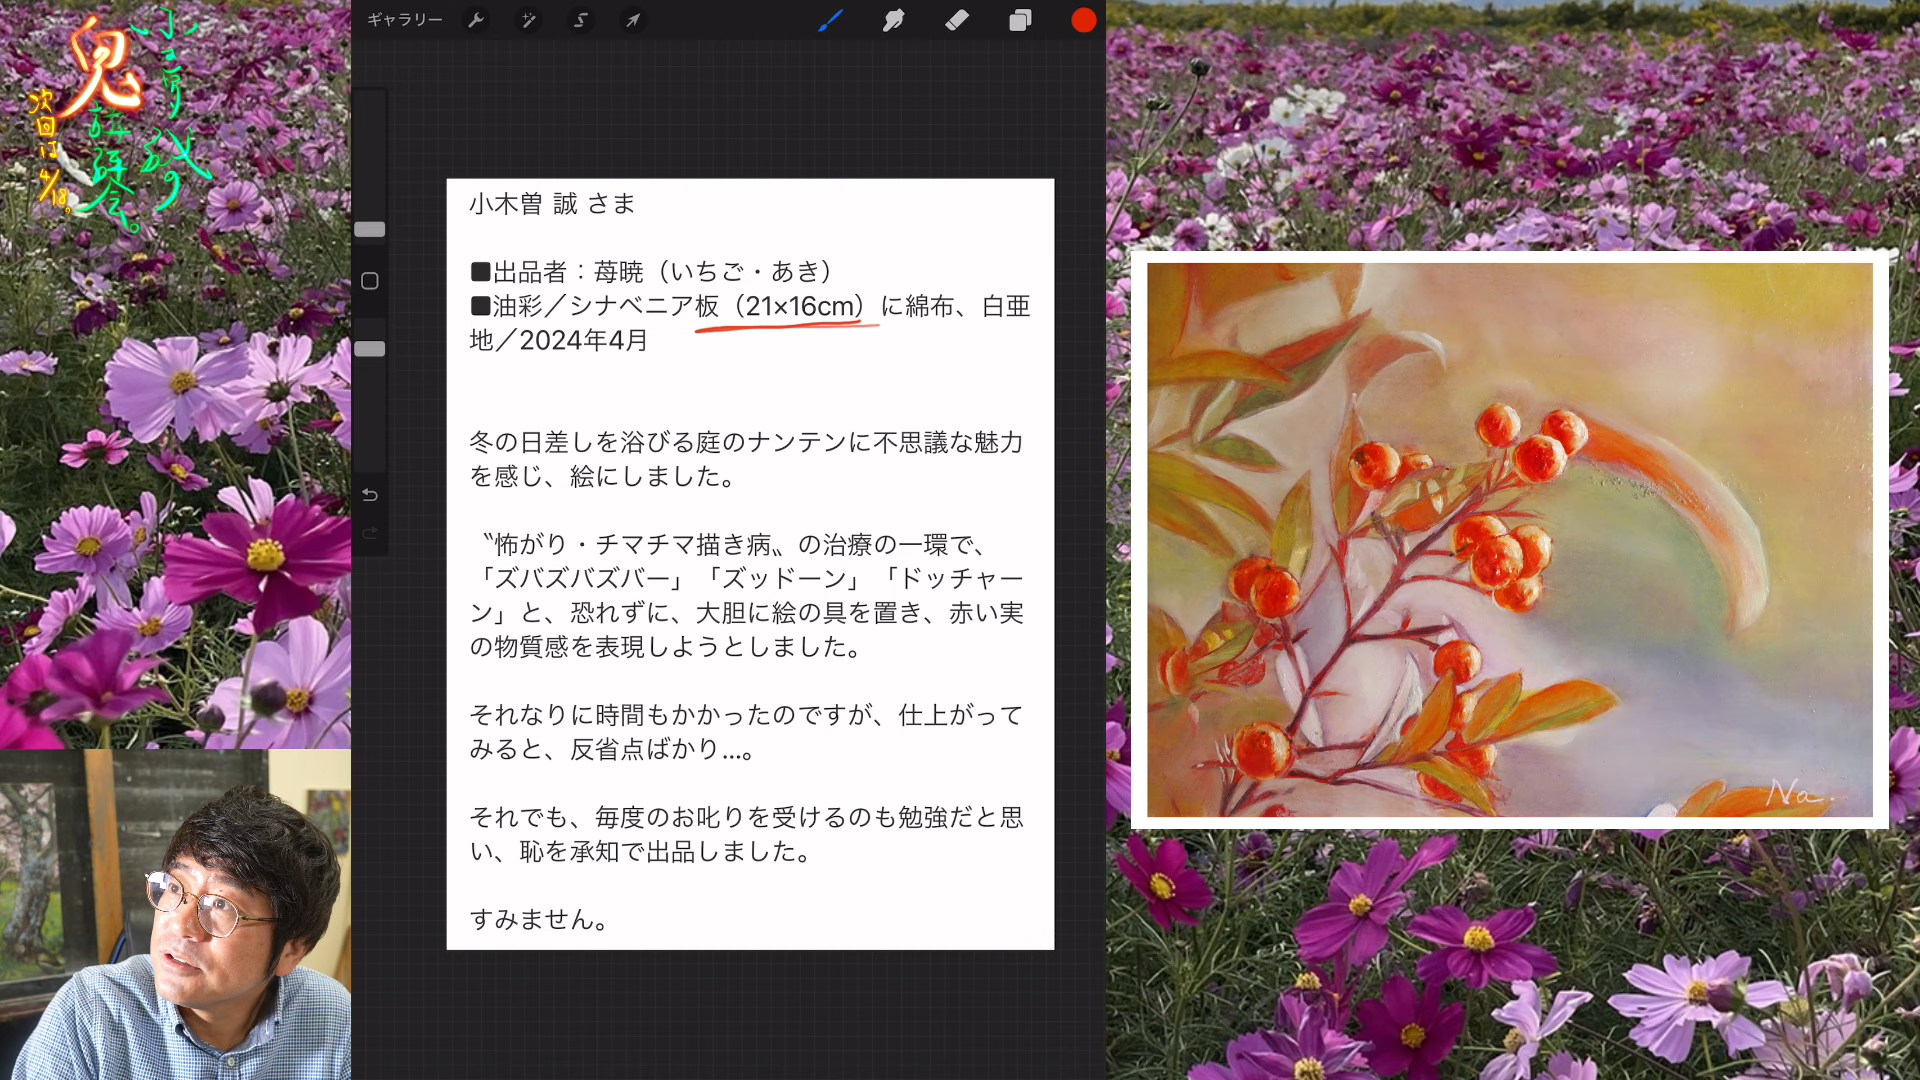 小木曽誠の
鬼
講評会。
次回は4/18。
ギャラリー
小木曽 誠 さま
■出品者：苺暁（いちご・あき）
■油彩／シナベニア板（21×16cm）に綿布、白亜
地／2024年4月
冬の日差しを浴びる庭のナンテンに不思議な魅力
を感じ、絵にしました。
〝怖がり・チマチマ描き病〟の治療の一環で、
「ズバズバズバー」「ズッドーン」「ドッチャー
ン」と、恐れずに、大胆に絵の具を置き、赤い実
の物質感を表現しようとしました。
それなりに時間もかかったのですが、仕上がって
みると、反省点ばかり…。
それでも、毎度のお叱りを受けるのも勉強だと思
い、恥を承知で出品しました。
すみません。
Na.